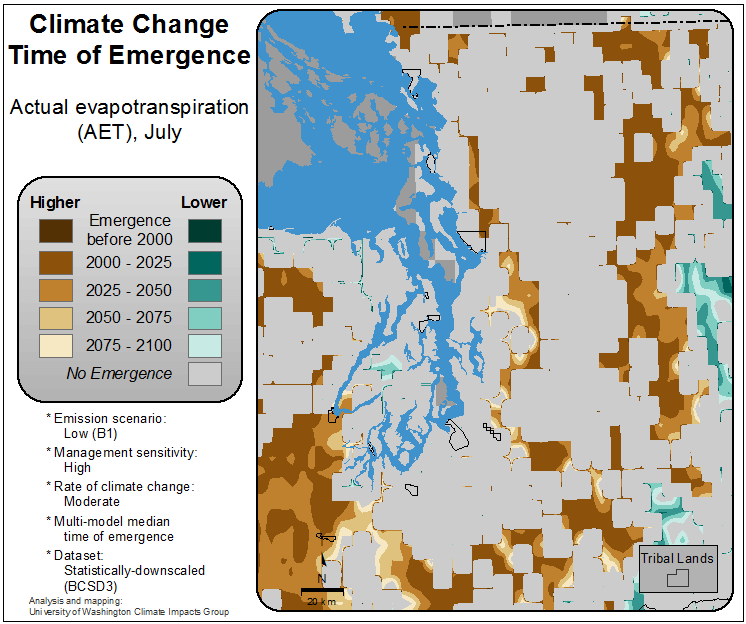 Climate Change
Time of Emergence
Actual evapotranspiration
(AET), July
Higher Lower
Emergence
before 2000
2000 - 2025
2025 - 2050
2050 - 2075
2075 - 2100
No Emergence
* Emission scenario:
Low (B1)
* Management sensitivity:
High
* Rate of climate change:
Moderate
* Multi-model median
time of emergence
* Dataset:
Statistically-downscaled
(BCSD3)
Analysis and mapping:
University of Washington Climate Impacts Group
N
20 km
Tribal Lands